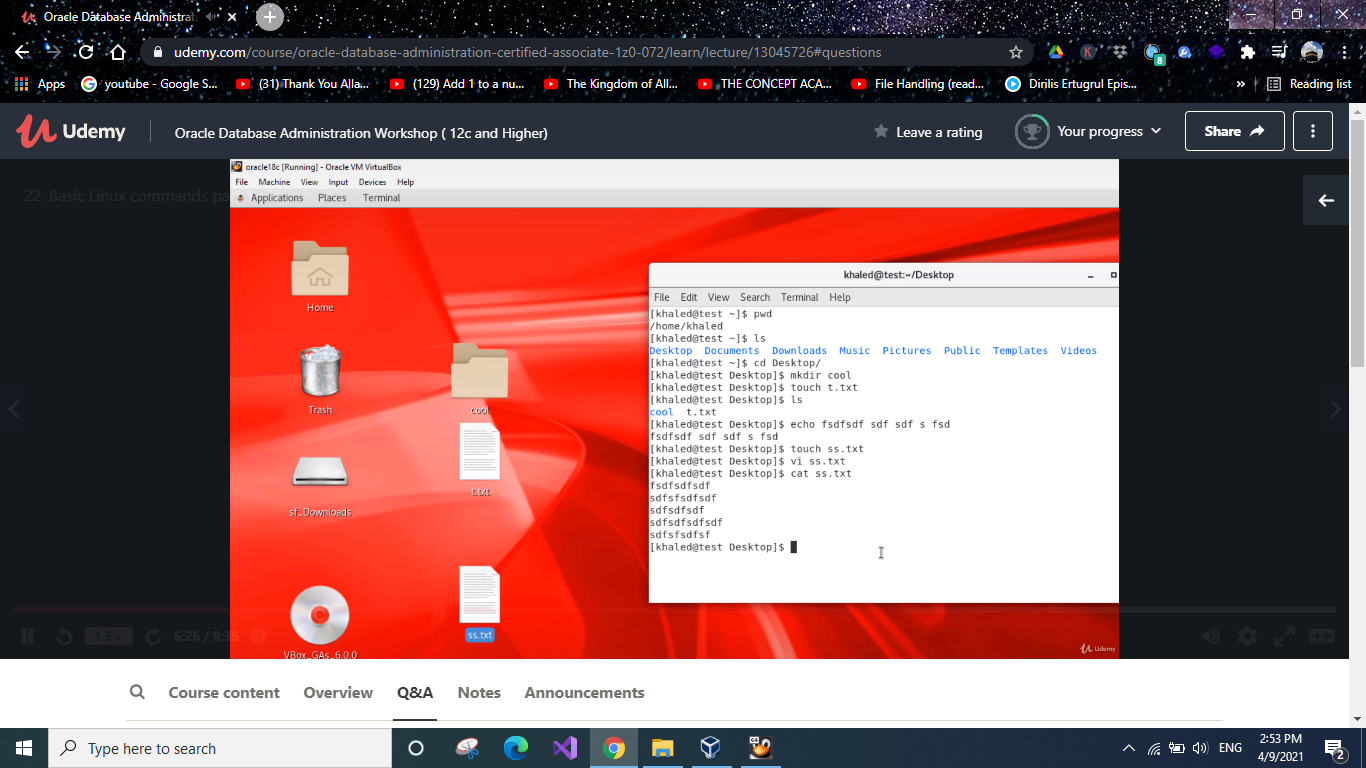 Oracle Database Administrat
udemy.com/course/oracle-database-administration-certified-associate-1z0-072/learn/lecture/13045726#questions
8
Apps youtube - Google S... (31) Thank You Alla... (129) Add 1 to a nu... The Kingdom of All... THE CONCEPT ACA... File Handling (read... Dirilis Ertugrul Epis... » Reading list
Udemy Oracle Database Administration Workshop ( 12c and Higher) Leave a rating Your progress Share
22. Basic Linux commands pa
oracle18c [Running] - Oracle VM VirtualBox
File Machine View Input Devices Help
Applications Places Terminal
Home
Trash
cool
t.txt
sf_Downloads
ss.txt
VBox_GAs_6.0.0
khaled@test:~/Desktop
File Edit View Search Terminal Help
[khaled@test ~]$ pwd
/home/khaled
[khaled@test ~]$ ls
Desktop Documents Downloads Music Pictures Public Templates Videos
[khaled@test ~]$ cd Desktop/
[khaled@test Desktop]$ mkdir cool
[khaled@test Desktop]$ touch t.txt
[khaled@test Desktop]$ ls
cool t.txt
[khaled@test Desktop]$ echo fsdfsdf sdf sdf s fsd
fsdfsdf sdf sdf s fsd
[khaled@test Desktop]$ touch ss.txt
[khaled@test Desktop]$ vi ss.txt
[khaled@test Desktop]$ cat ss.txt
fsdfsfsdf
sdfsfsdfsdf
sdfsfsdf
sdfsdfsdfsdf
sdfsfsdfsf
[khaled@test Desktop]$
Udemy
1.5 6:26 / 9:35
Course content Overview Q&A Notes Announcements
Type here to search
64
ENG
2:53 PM
4/9/2021
2